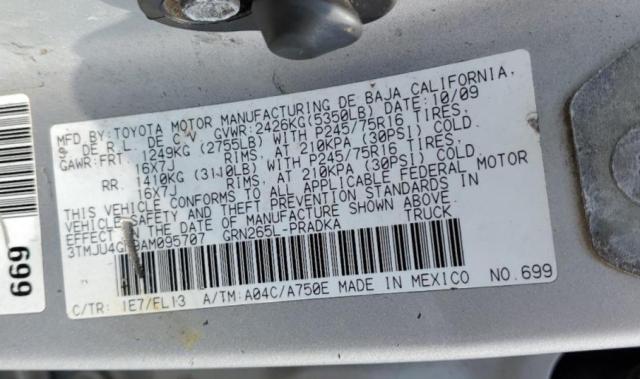 MFD BY: TOYOTA MOTOR MANUFACTURING DE BAJA CALIFORNIA,
S. DE R.L. DE C.V GVWR: 2426KG(5350LB) DATE: 10/09
GAWR: FRT. 1249KG (2755LB) WITH P245/75R16 TIRES,
16X7J RIMS, AT 210KPA (30PSI) COLD
RR. 1410KG (3110LB) WITH P245/75R16 TIRES,
16X7J RIMS, AT 210KPA (30PSI) COLD
THIS VEHICLE CONFORMS TO ALL APPLICABLE FEDERAL MOTOR
VEHICLE SAFETY AND THEFT PREVENTION STANDARDS IN
EFFECT ON THE DATE OF MANUFACTURE SHOWN ABOVE
AM095707 GRN265L-PRADKA TRUCK
C/TR: 1E7/FL13 A/TM: A04C/A750E MADE IN MEXICO NO.699
669